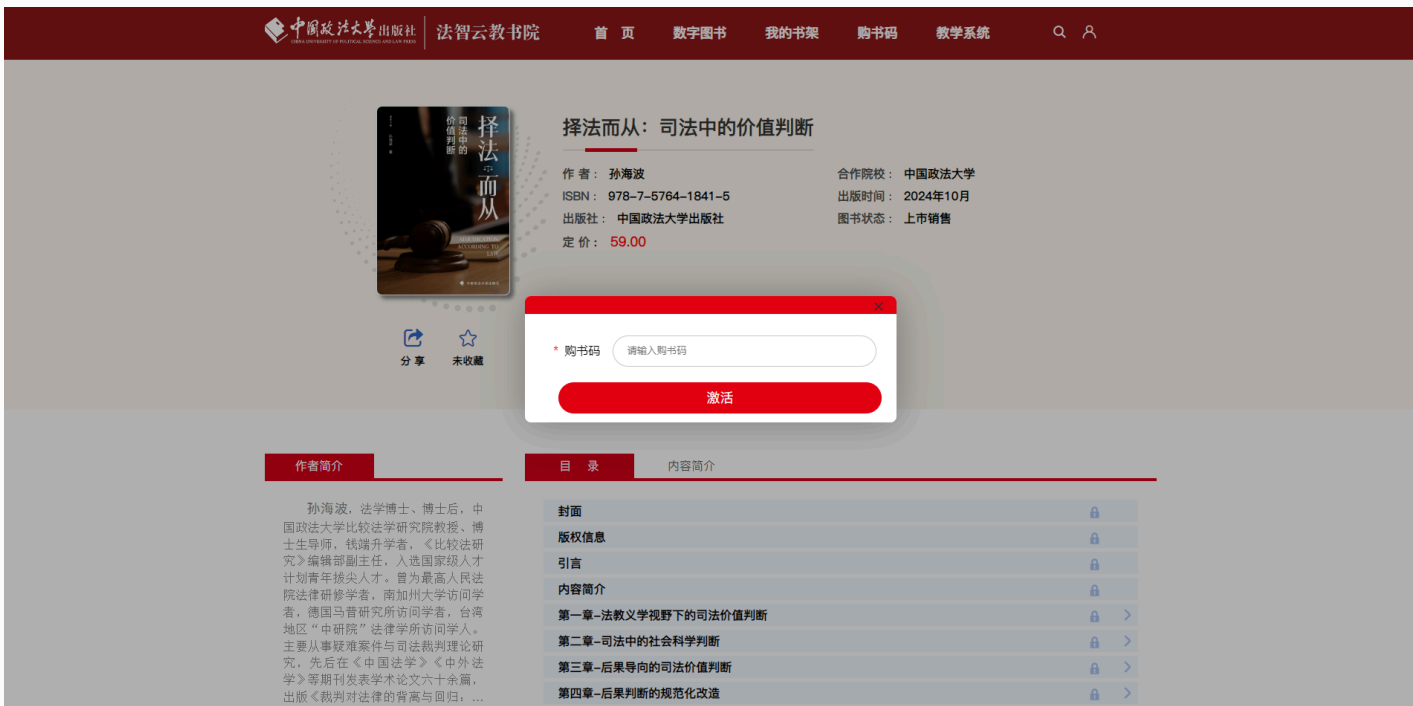 中国政法大学出版社
CHINA UNIVERSITY OF POLITICAL SCIENCE AND LAW PRESS
法智云教书院
首 页 数字图书 我的书架 购书码 教学系统
择法而从
司法中的
价值判断
ADJUDICATION
ACCORDING TO
LAW
择法而从：司法中的价值判断
作 者： 孙海波 合作院校： 中国政法大学
ISBN： 978-7-5764-1841-5 出版时间： 2024年10月
出版社： 中国政法大学出版社 图书状态： 上市销售
定 价： 59.00
分 享 未收藏
* 购书码 请输入购书码
激活
作者简介
孙海波，法学博士、博士后，中
国政法大学比较法学研究院教授、博
士生导师，钱端升学者，《比较法研
究》编辑部副主任，入选国家级人才
计划青年拔尖人才。曾为最高人民法
院法律研修学者，南加州大学访问学
者，德国马普研究所访问学者，台湾
地区“中研院”法律学所访问学人。
主要从事疑难案件与司法裁判理论研
究，先后在《中国法学》《中外法
学》等期刊发表学术论文六十余篇，
出版《裁判对法律的背离与回归：...
目 录 内容简介
封面
版权信息
引言
内容简介
第一章-法教义学视野下的司法价值判断
第二章-司法中的社会科学判断
第三章-后果导向的司法价值判断
第四章-后果判断的规范化改造